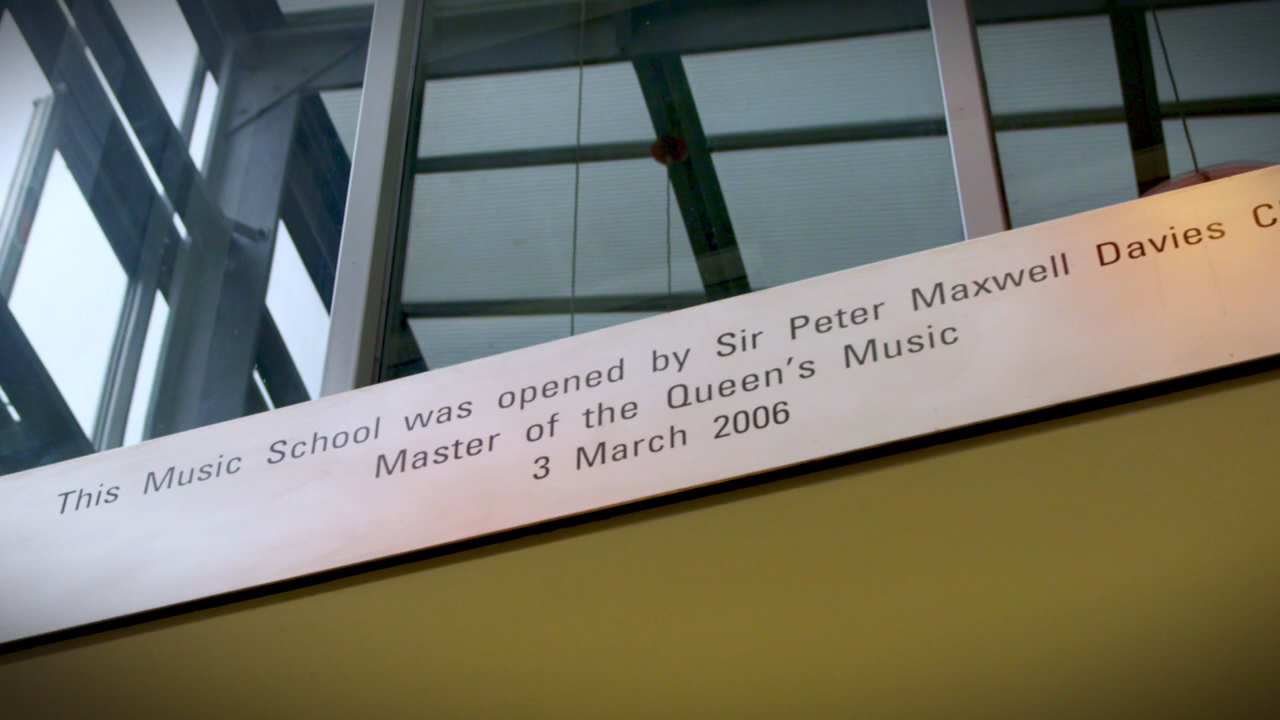 This Music School was opened by Sir Peter Maxwell Davies
Master of the Queen's Music
3 March 2006